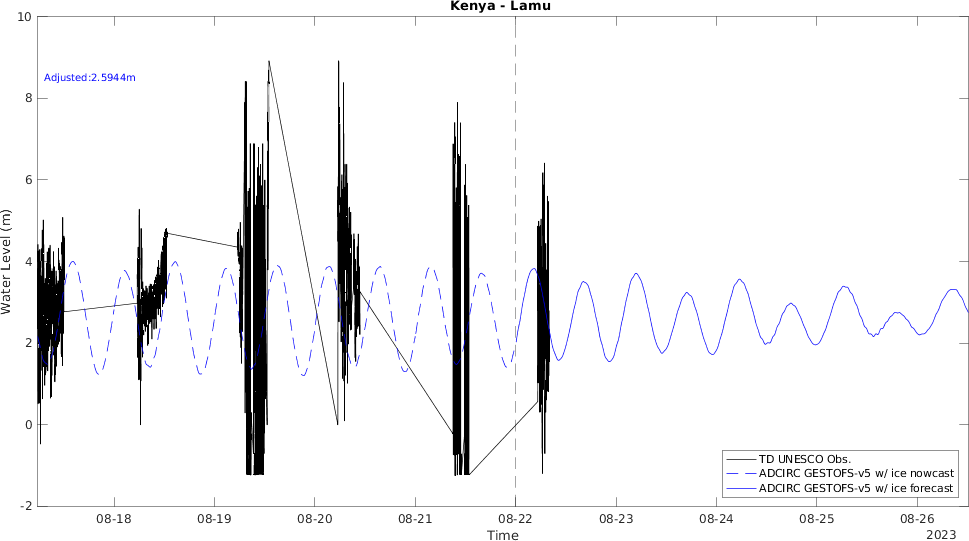 Kenya - Lamu
10
8
6
4
2
0
-2
Water Level (m)
Adjusted:2.5944m
TD UNESCO Obs.
ADCIRC GESTOFS-v5 w/ ice nowcast
ADCIRC GESTOFS-v5 w/ ice forecast
08-18
08-19
08-20
08-21
08-22
08-23
08-24
08-25
08-26
Time
2023